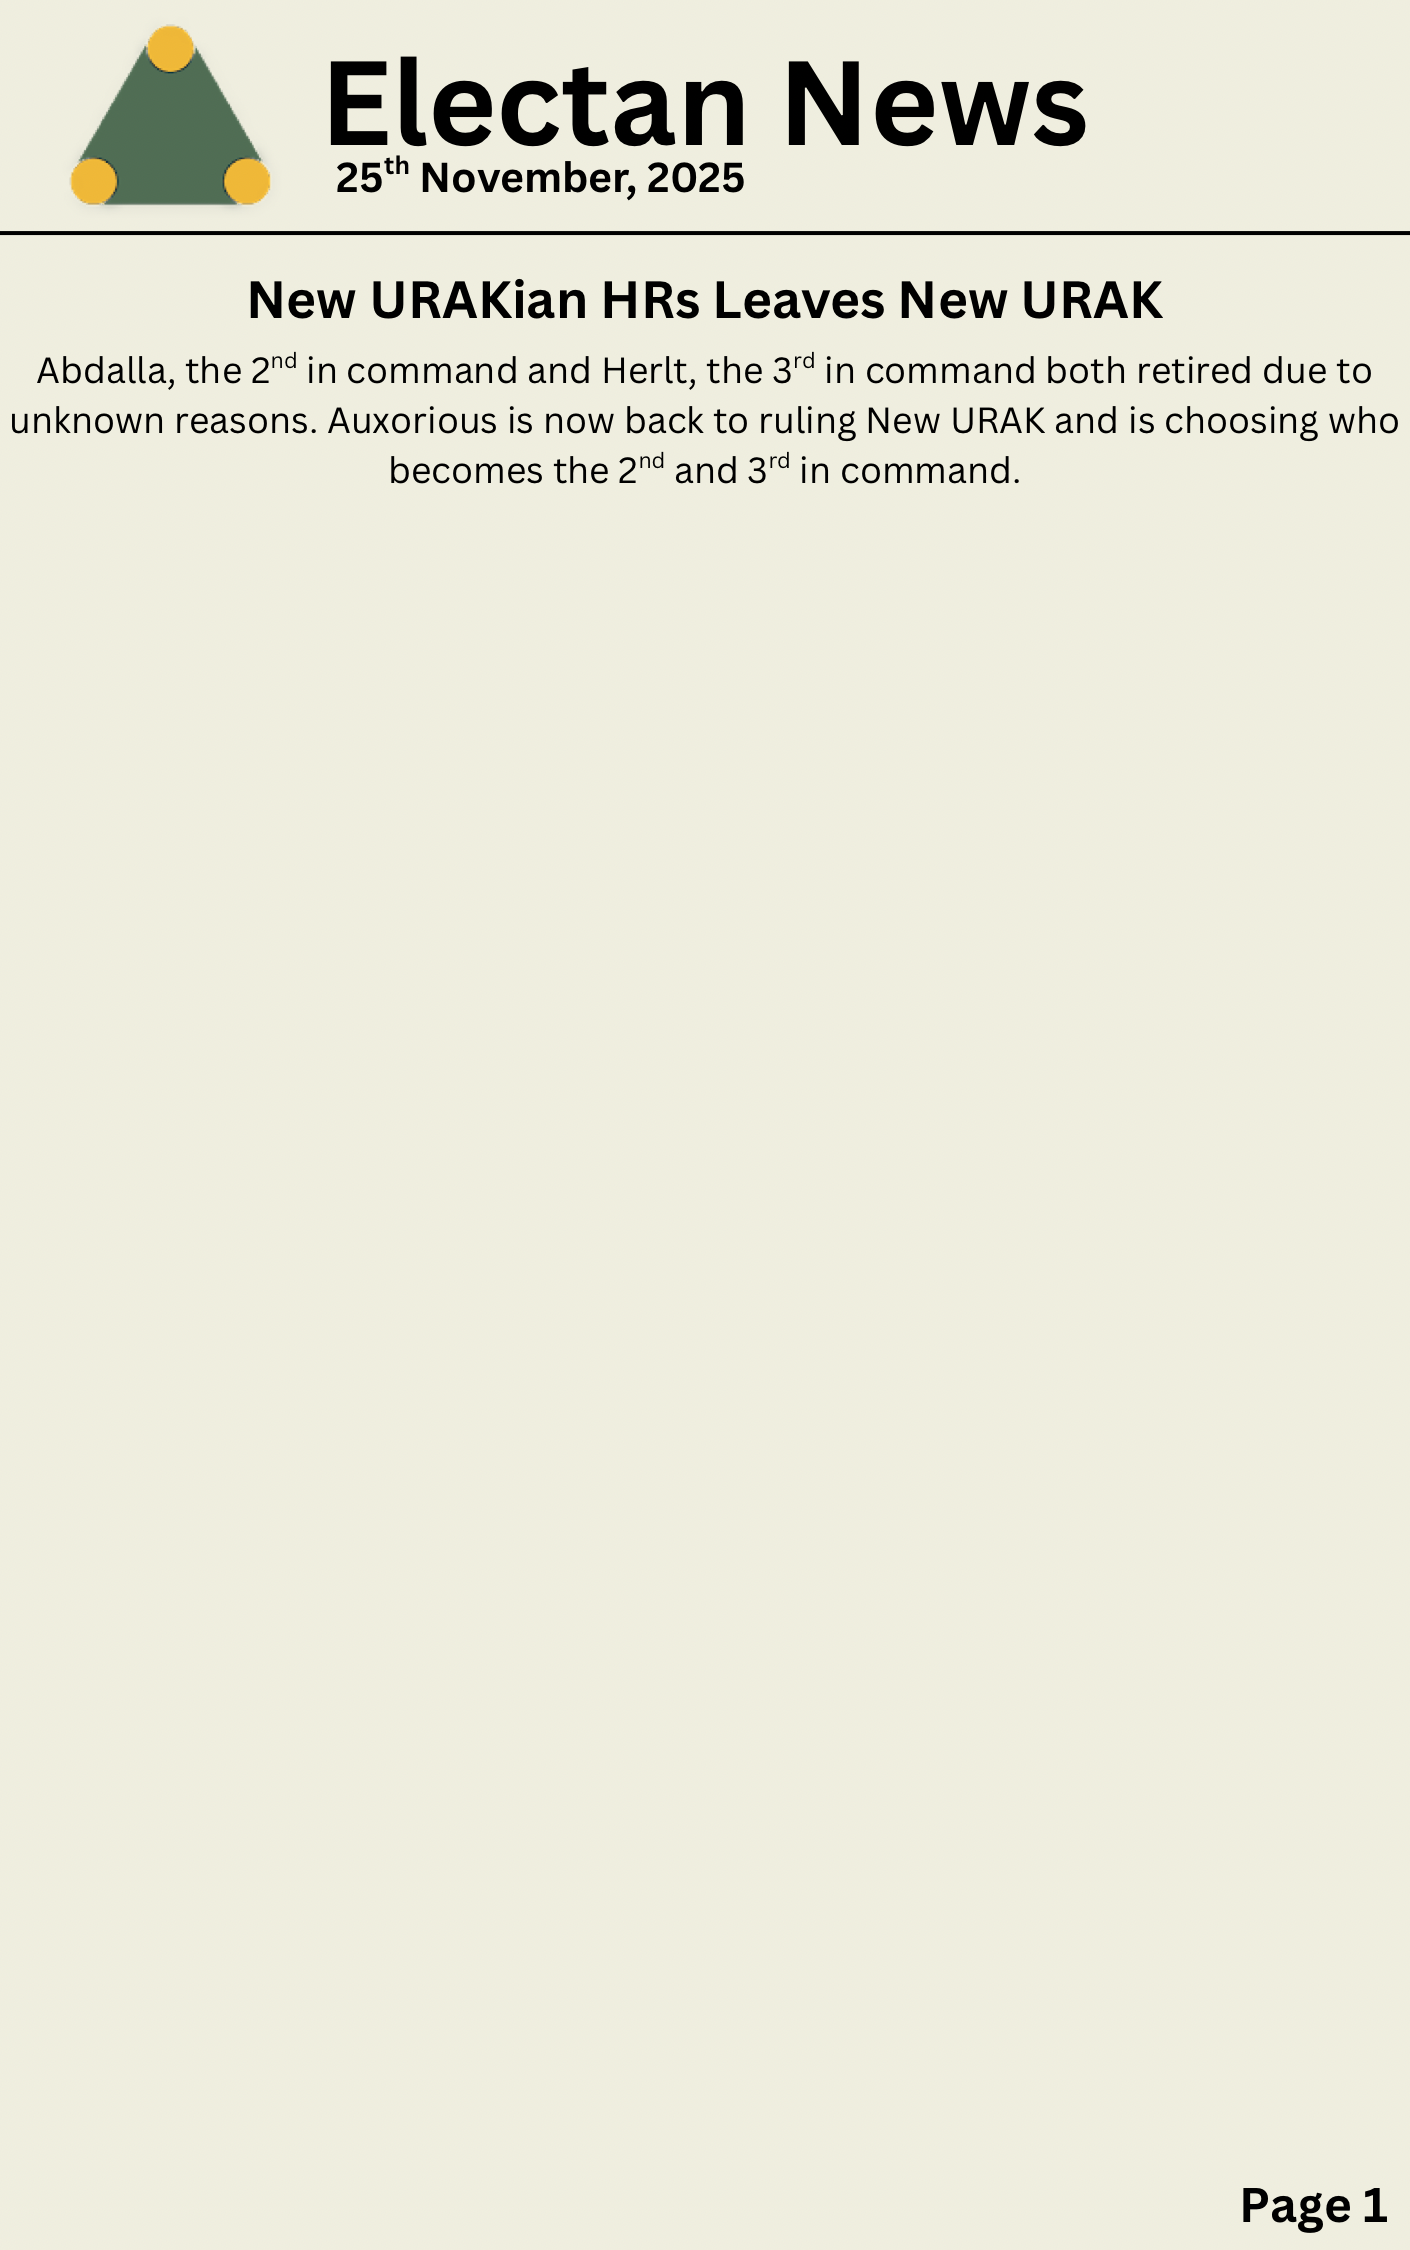 Electan News
25th November, 2025
New URAKian HRs Leaves New URAK
Abdalla, the 2nd in command and Herlt, the 3rd in command both retired due to
unknown reasons. Auxorious is now back to ruling New URAK and is choosing who
becomes the 2nd and 3rd in command.
Page 1